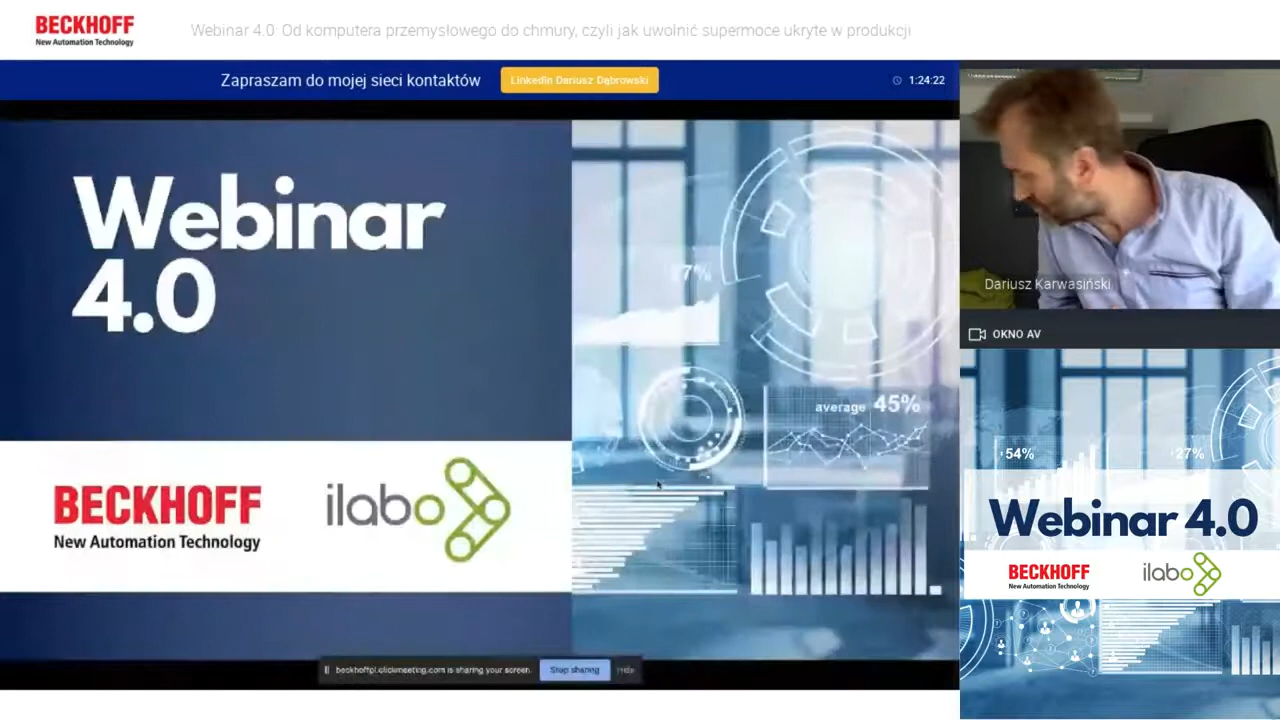 BECKHOFF
New Automation Technology
Webinar 4.0: Od komputera przemysłowego do chmury, czyli jak uwolnić supermoce ukryte w produkcji
Zapraszam do mojej sieci kontaktów
LinkedIn Dariusz Dąbrowski
1:24:22
Webinar
4.0
7%
average 45%
BECKHOFF
New Automation Technology
ilabo
beckhoffpl.clickmeeting.com is sharing your screen.
Stop sharing
Hide
Dariusz Karwasiński
OKNO AV
54%
27%
Webinar 4.0
BECKHOFF
New Automation Technology
ilabo